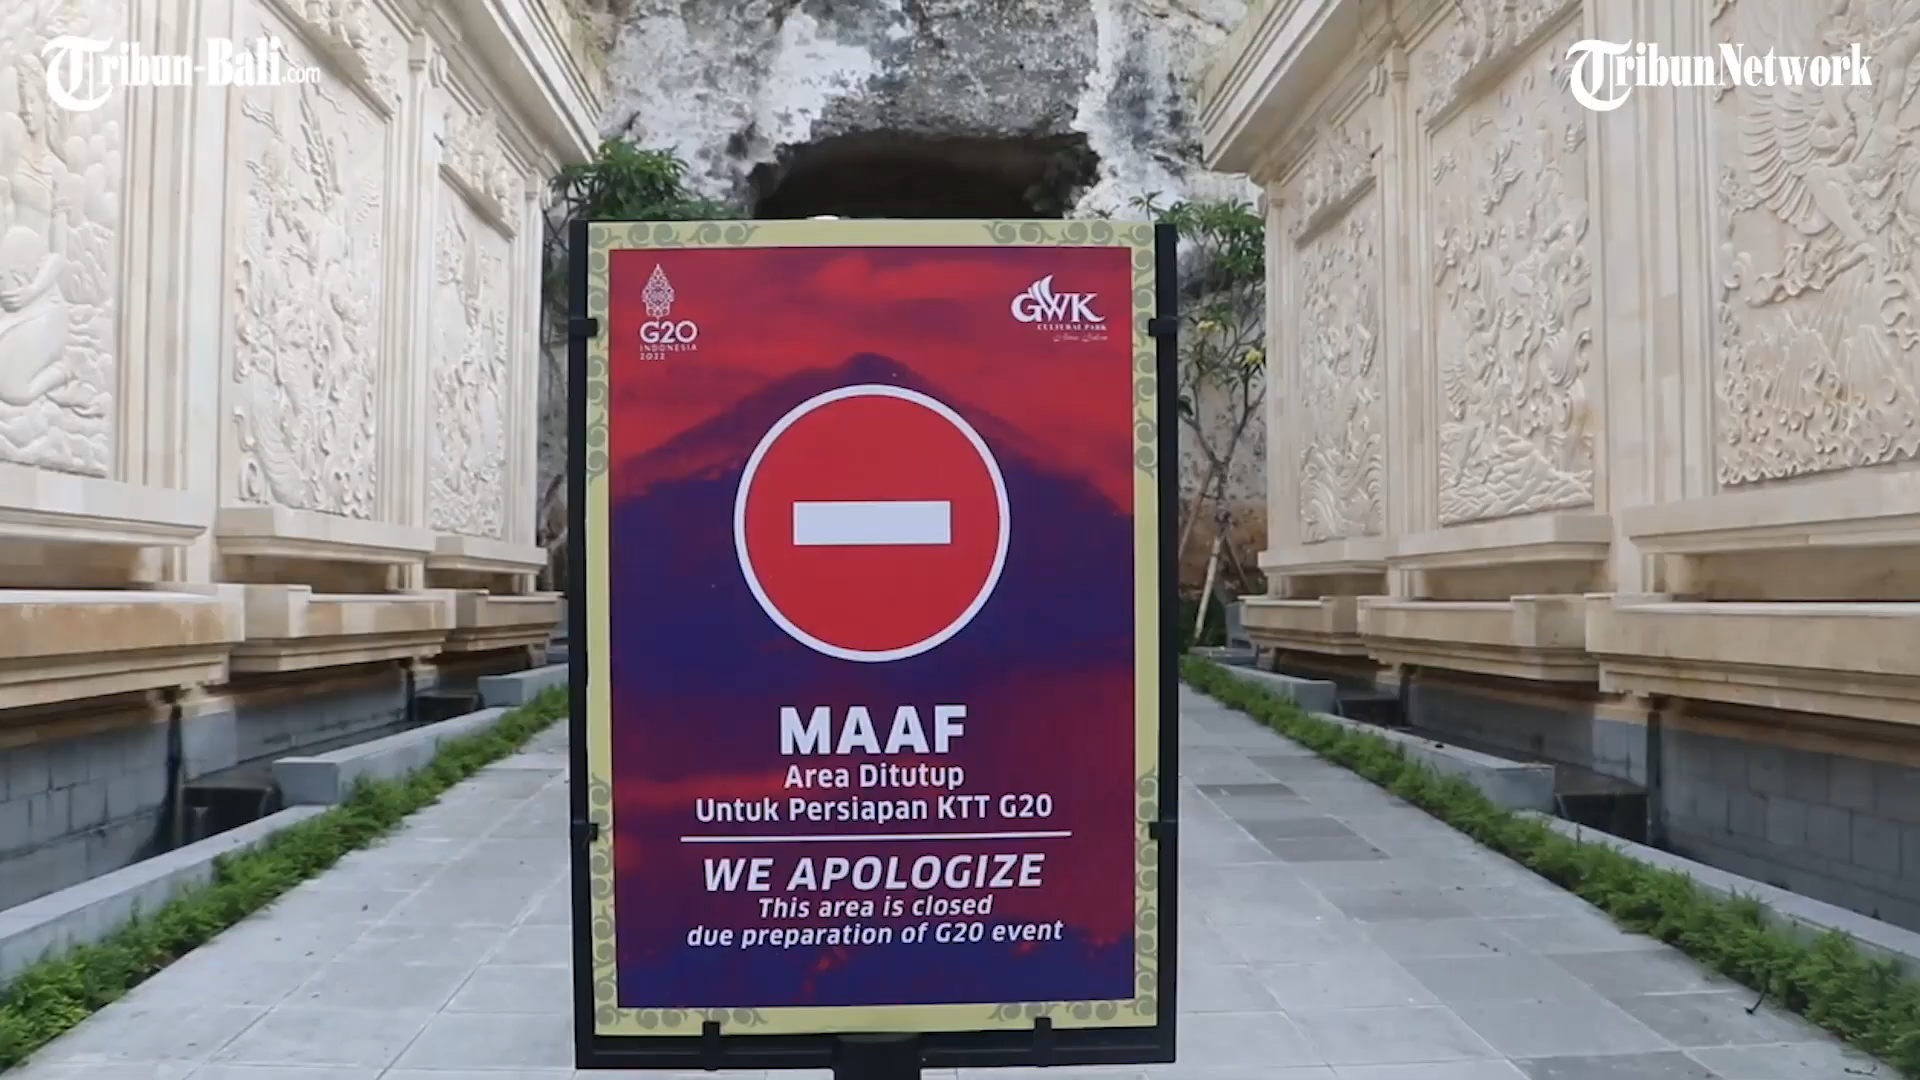 Tribun-Bali.com
TribunNetwork
G20
INDONESIA
2022
GWK
CULTURAL PARK
MAAF
Area Ditutup
Untuk Persiapan KTT G20
WE APOLOGIZE
This area is closed
due preparation of G20 event